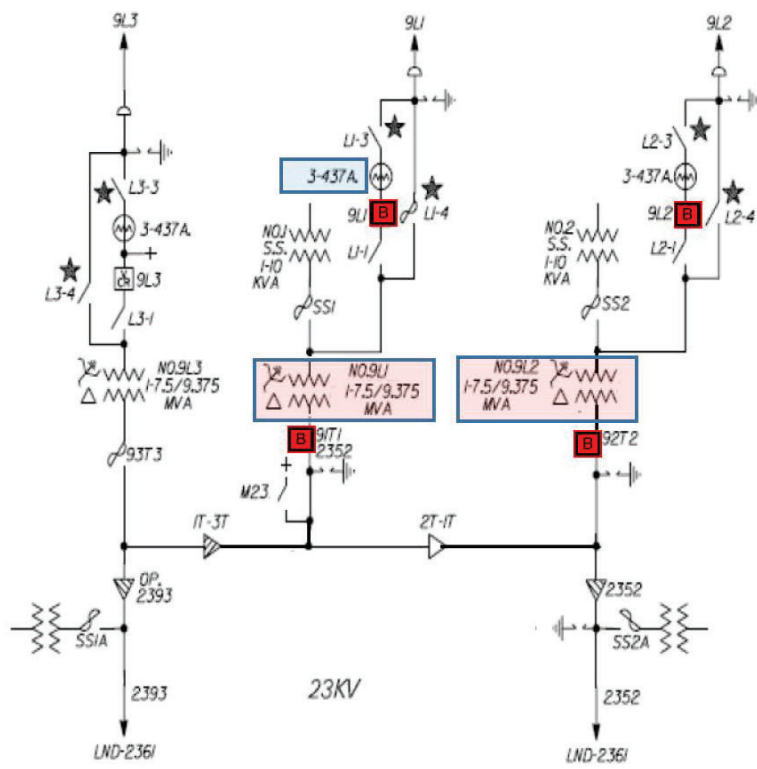 9L3
9L1
9L2
L3-3
3-437A.
L3-4
VCR
9L3
L3-1
NO.9L3
1-7.5/9.375
MVA
93T3
L1-3
3-437A.
9L1
B
L1-4
L1-1
NO.1
S.S.
1-10
KVA
SS1
NO.9L1
1-7.5/9.375
MVA
B
91T1
2352
M23
L2-3
3-437A.
9L2
B
L2-4
L2-1
NO.2
S.S.
1-10
KVA
SS2
NO.9L2
1-7.5/9.375
MVA
B
92T2
1T-3T
2T-1T
OP.
2393
SS1A
2393
LND-2361
23KV
2352
SS2A
2352
LND-2361